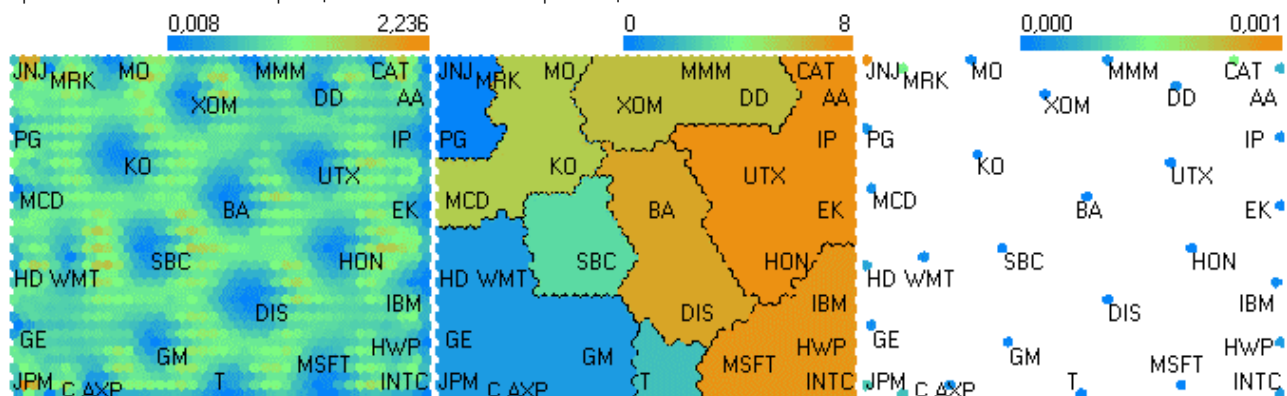 0,008 2,236 0 8 0,000 0,001
JNJ MRK MO MMM CAT
XOM DD AA
PG KO UTX IP
MCD BA EK
SBC HON
HD WMT DIS IBM
GE GM MSFT HWP
JPM C AXP T INTC
JNJ MRK MO MMM CAT
XOM DD AA
PG KO UTX IP
MCD BA EK
SBC HON
HD WMT DIS IBM
GE GM MSFT HWP
JPM C AXP T INTC
JNJ MRK MO MMM CAT
XOM DD AA
PG KO UTX IP
MCD BA EK
SBC HON
HD WMT DIS IBM
GE GM MSFT HWP
JPM C AXP T INTC